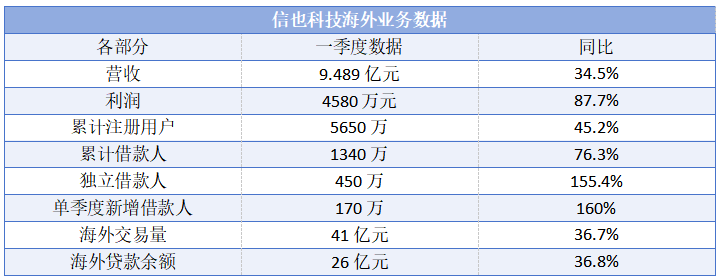 信也科技海外业务数据
各部分 一季度数据 同比
营收 9.489 亿元 34.5%
利润 4580 万元 87.7%
累计注册用户 5650 万 45.2%
累计借款人 1340 万 76.3%
独立借款人 450 万 155.4%
单季度新增借款人 170 万 160%
海外交易量 41 亿元 36.7%
海外贷款余额 26 亿元 36.8%